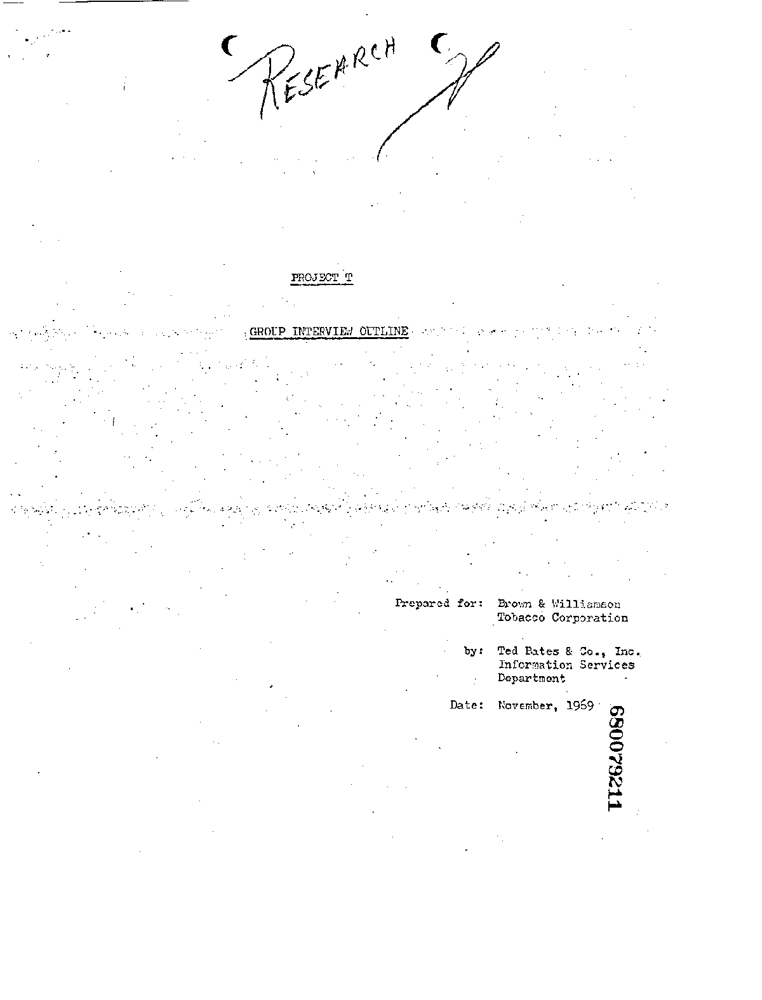 RESEARCH
PROJECT T
GROUP INTERVIEW OUTLINE
Prepared for: Brown & Williamson
Tobacco Corporation
by: Ted Bates & Co., Inc.
Information Services
Department
Date: November, 1969
680079211